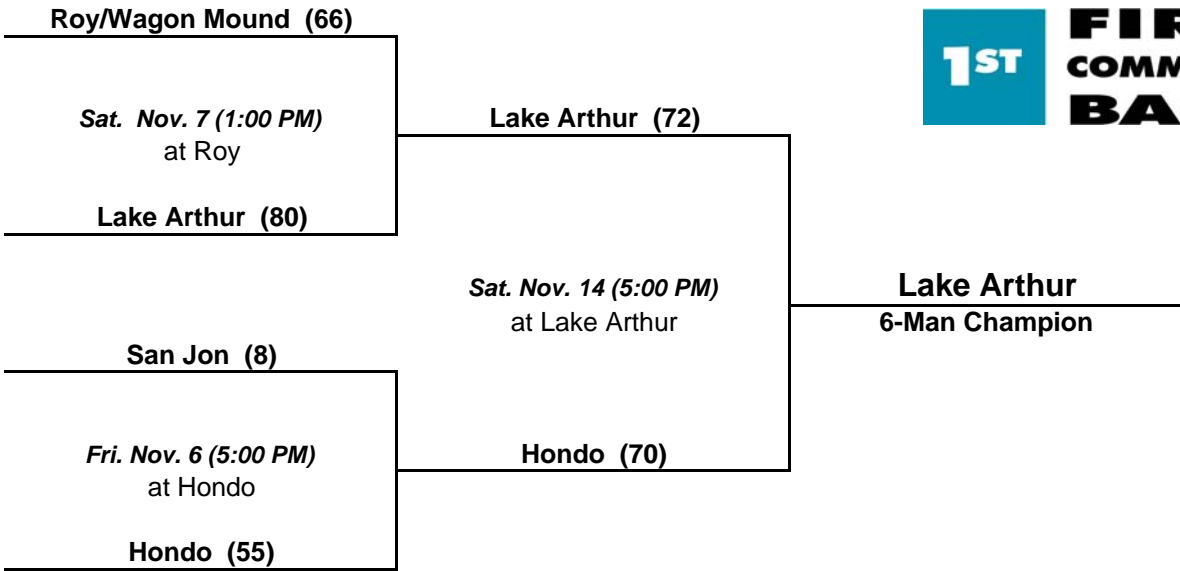 Roy/Wagon Mound (66)
1ST
Sat. Nov. 7 (1:00 PM)
at Roy
Lake Arthur (72)
Lake Arthur (80)
Sat. Nov. 14 (5:00 PM)
at Lake Arthur
Lake Arthur
6-Man Champion
San Jon (8)
Fri. Nov. 6 (5:00 PM)
at Hondo
Hondo (70)
Hondo (55)